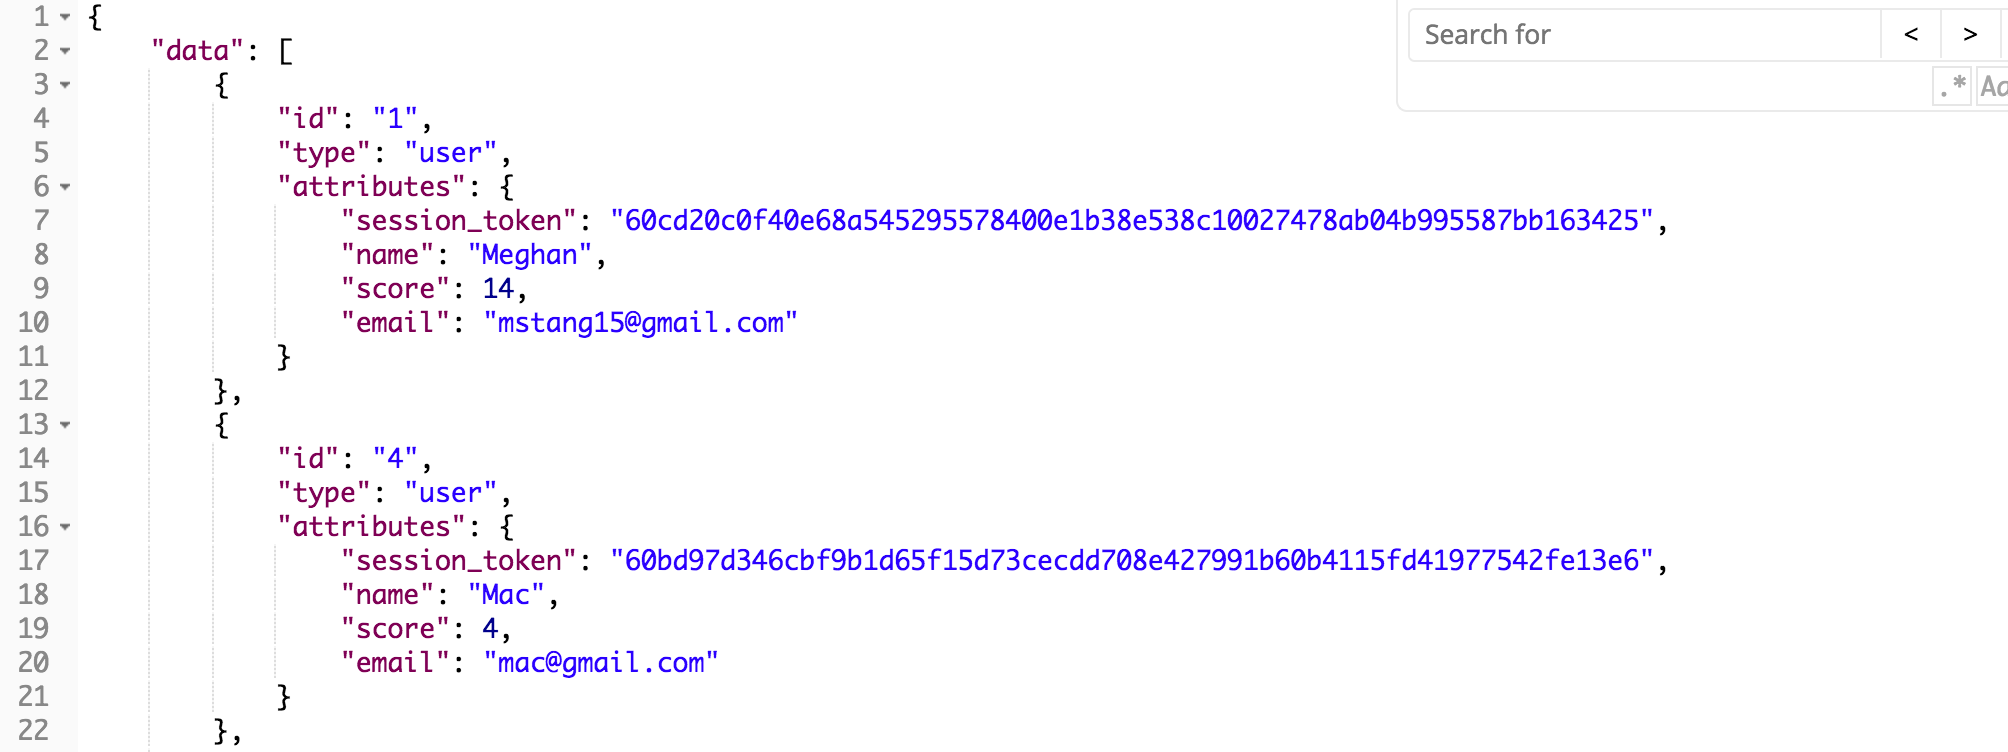 1 {
2 "data": [
3 {
4 "id": "1",
5 "type": "user",
6 "attributes": {
7 "session_token": "60cd20c0f40e68a545295578400e1b38e538c10027478ab04b995587bb163425",
8 "name": "Meghan",
9 "score": 14,
10 "email": "mstang15@gmail.com"
11 }
12 },
13 {
14 "id": "4",
15 "type": "user",
16 "attributes": {
17 "session_token": "60bd97d346cbf9b1d65f15d73cecdd708e427991b60b4115fd41977542fe13e6",
18 "name": "Mac",
19 "score": 4,
20 "email": "mac@gmail.com"
21 }
22 },
Search for < >
.*